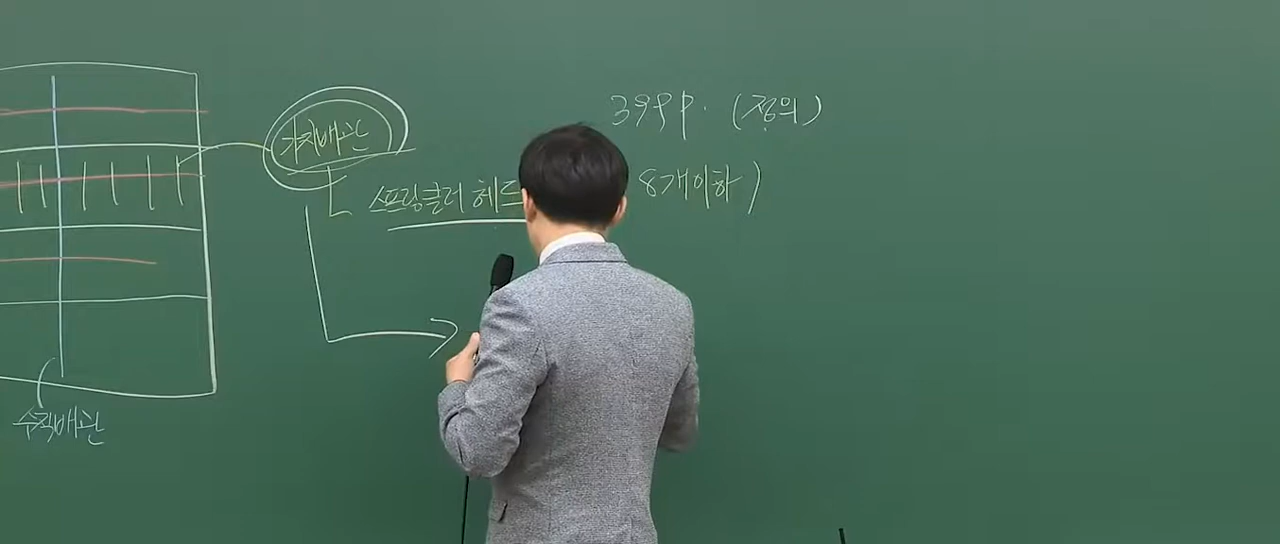 399p. (정의)
가지배관
스프링클러 헤드
8개이하)
수직배관